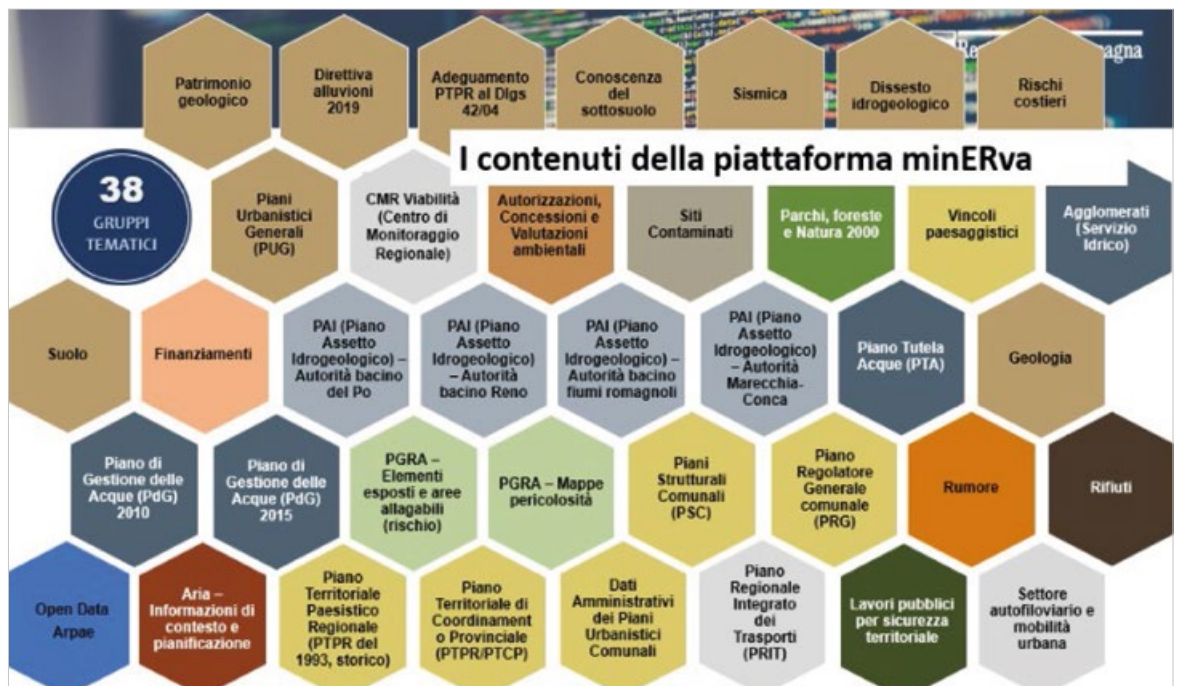 Re
agna
Patrimonio
geologico
Direttiva
alluvioni
2019
Adeguamento
PTPR al Dlgs
42/04
Conoscenza
del
sottosuolo
Sismica
Dissesto
idrogeologico
Rischi
costieri
I contenuti della piattaforma minERva
38
GRUPPI
TEMATICI
Piani
Urbanistici
Generali
(PUG)
CMR Viabilità
(Centro di
Monitoraggio
Regionale)
Autorizzazioni,
Concessioni e
Valutazioni
ambientali
Siti
Contaminati
Parchi, foreste
e Natura 2000
Vincoli
paesaggistici
Agglomerati
(Servizio
Idrico)
Suolo
Finanziamenti
PAI (Piano
Assetto
Idrogeologico) –
Autorità bacino
del Po
PAI (Piano
Assetto
Idrogeologico)
– Autorità
bacino Reno
PAI (Piano
Assetto
Idrogeologico) –
Autorità bacino
fiumi romagnoli
PAI (Piano
Assetto
Idrogeologico)
– Autorità
Marecchia-
Conca
Piano Tutela
Acque (PTA)
Geologia
Piano di
Gestione delle
Acque (PdG)
2010
Piano di
Gestione delle
Acque (PdG)
2015
PGRA –
Elementi
esposti e aree
allagabili
(rischio)
PGRA – Mappe
pericolosità
Piani
Strutturali
Comunali
(PSC)
Piano
Regolatore
Generale
comunale
(PRG)
Rumore
Rifiuti
Open Data
Arpae
Aria –
Informazioni di
contesto e
pianificazione
Piano
Territoriale
Paesistico
Regionale
(PTPR del
1993, storico)
Piano
Territoriale di
Coordinament
o Provinciale
(PTPR/PTCP)
Dati
Amministrativi
dei Piani
Urbanistici
Comunali
Piano
Regionale
Integrato
dei
Trasporti
(PRIT)
Lavori pubblici
per sicurezza
territoriale
Settore
autofiloviario e
mobilità
urbana